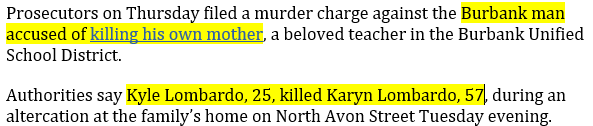 Prosecutors on Thursday filed a murder charge against the Burbank man
accused of killing his own mother, a beloved teacher in the Burbank Unified
School District.
Authorities say Kyle Lombardo, 25, killed Karyn Lombardo, 57, during an
altercation at the family’s home on North Avon Street Tuesday evening.